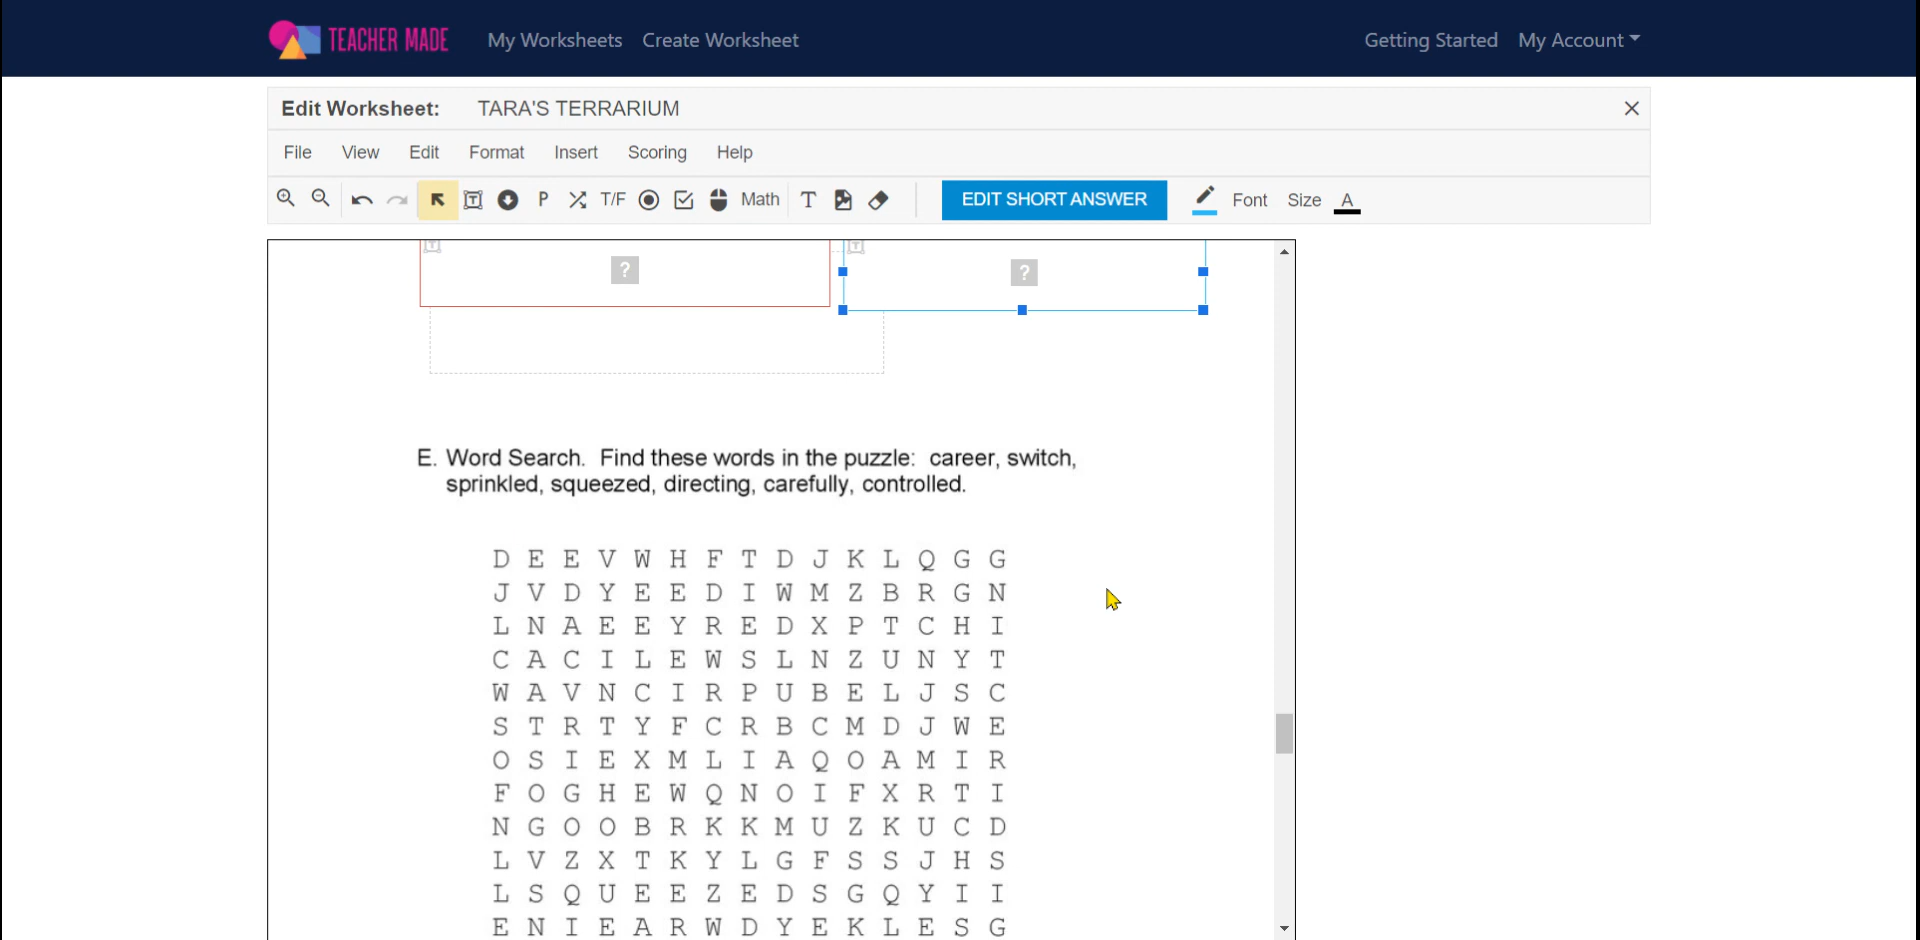 TEACHER MADE My Worksheets Create Worksheet Getting Started My Account
Edit Worksheet: TARA'S TERRARIUM
File View Edit Format Insert Scoring Help
P T/F Math T EDIT SHORT ANSWER Font Size A
T T
? ?
E. Word Search. Find these words in the puzzle: career, switch,
sprinkled, squeezed, directing, carefully, controlled.
D E E V W H F T D J K L Q G G
J V D Y E E D I W M Z B R G N
L N A E E Y R E D X P T C H I
C A C I L E W S L N Z U N Y T
W A V N C I R P U B E L J S C
S T R T Y F C R B C M D J W E
O S I E X M L I A Q O A M I R
F O G H E W Q N O I F X R T I
N G O O B R K K M U Z K U C D
L V Z X T K Y L G F S S J H S
L S Q U E E Z E D S G Q Y I I
E N I E A R W D Y E K L E S G